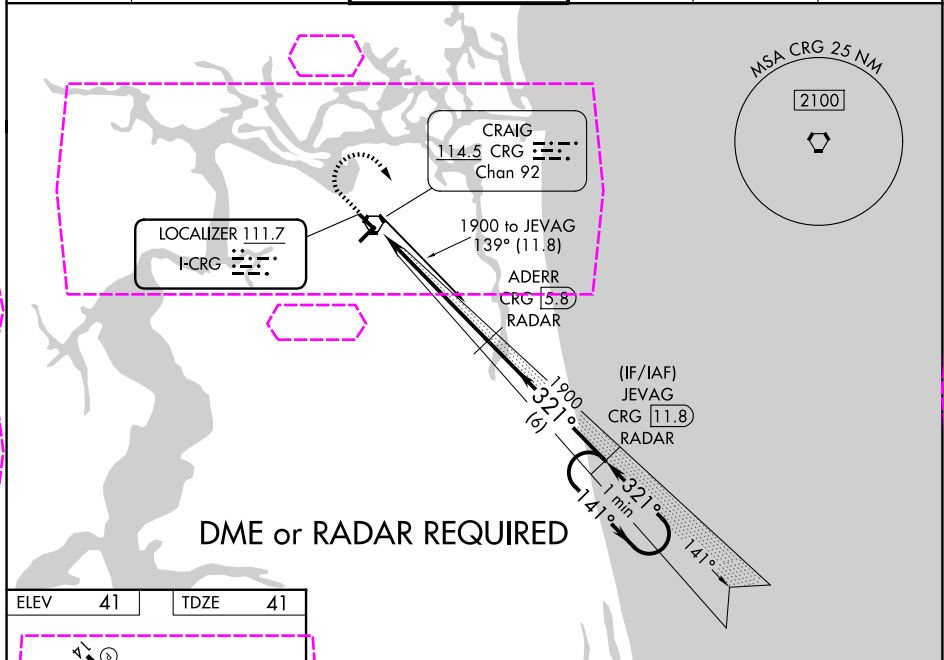 MSA CRG 25 NM
2100
CRAIG
114.5 CRG
Chan 92
LOCALIZER 111.7
I-CRG
1900 to JEVAG
139° (11.8)
ADERR
CRG 5.8
RADAR
(IF/IAF)
JEVAG
CRG 11.8
RADAR
1900
321°
(6)
321°
1 min
141°
141°
DME or RADAR REQUIRED
ELEV 41 TDZE 41
14
P